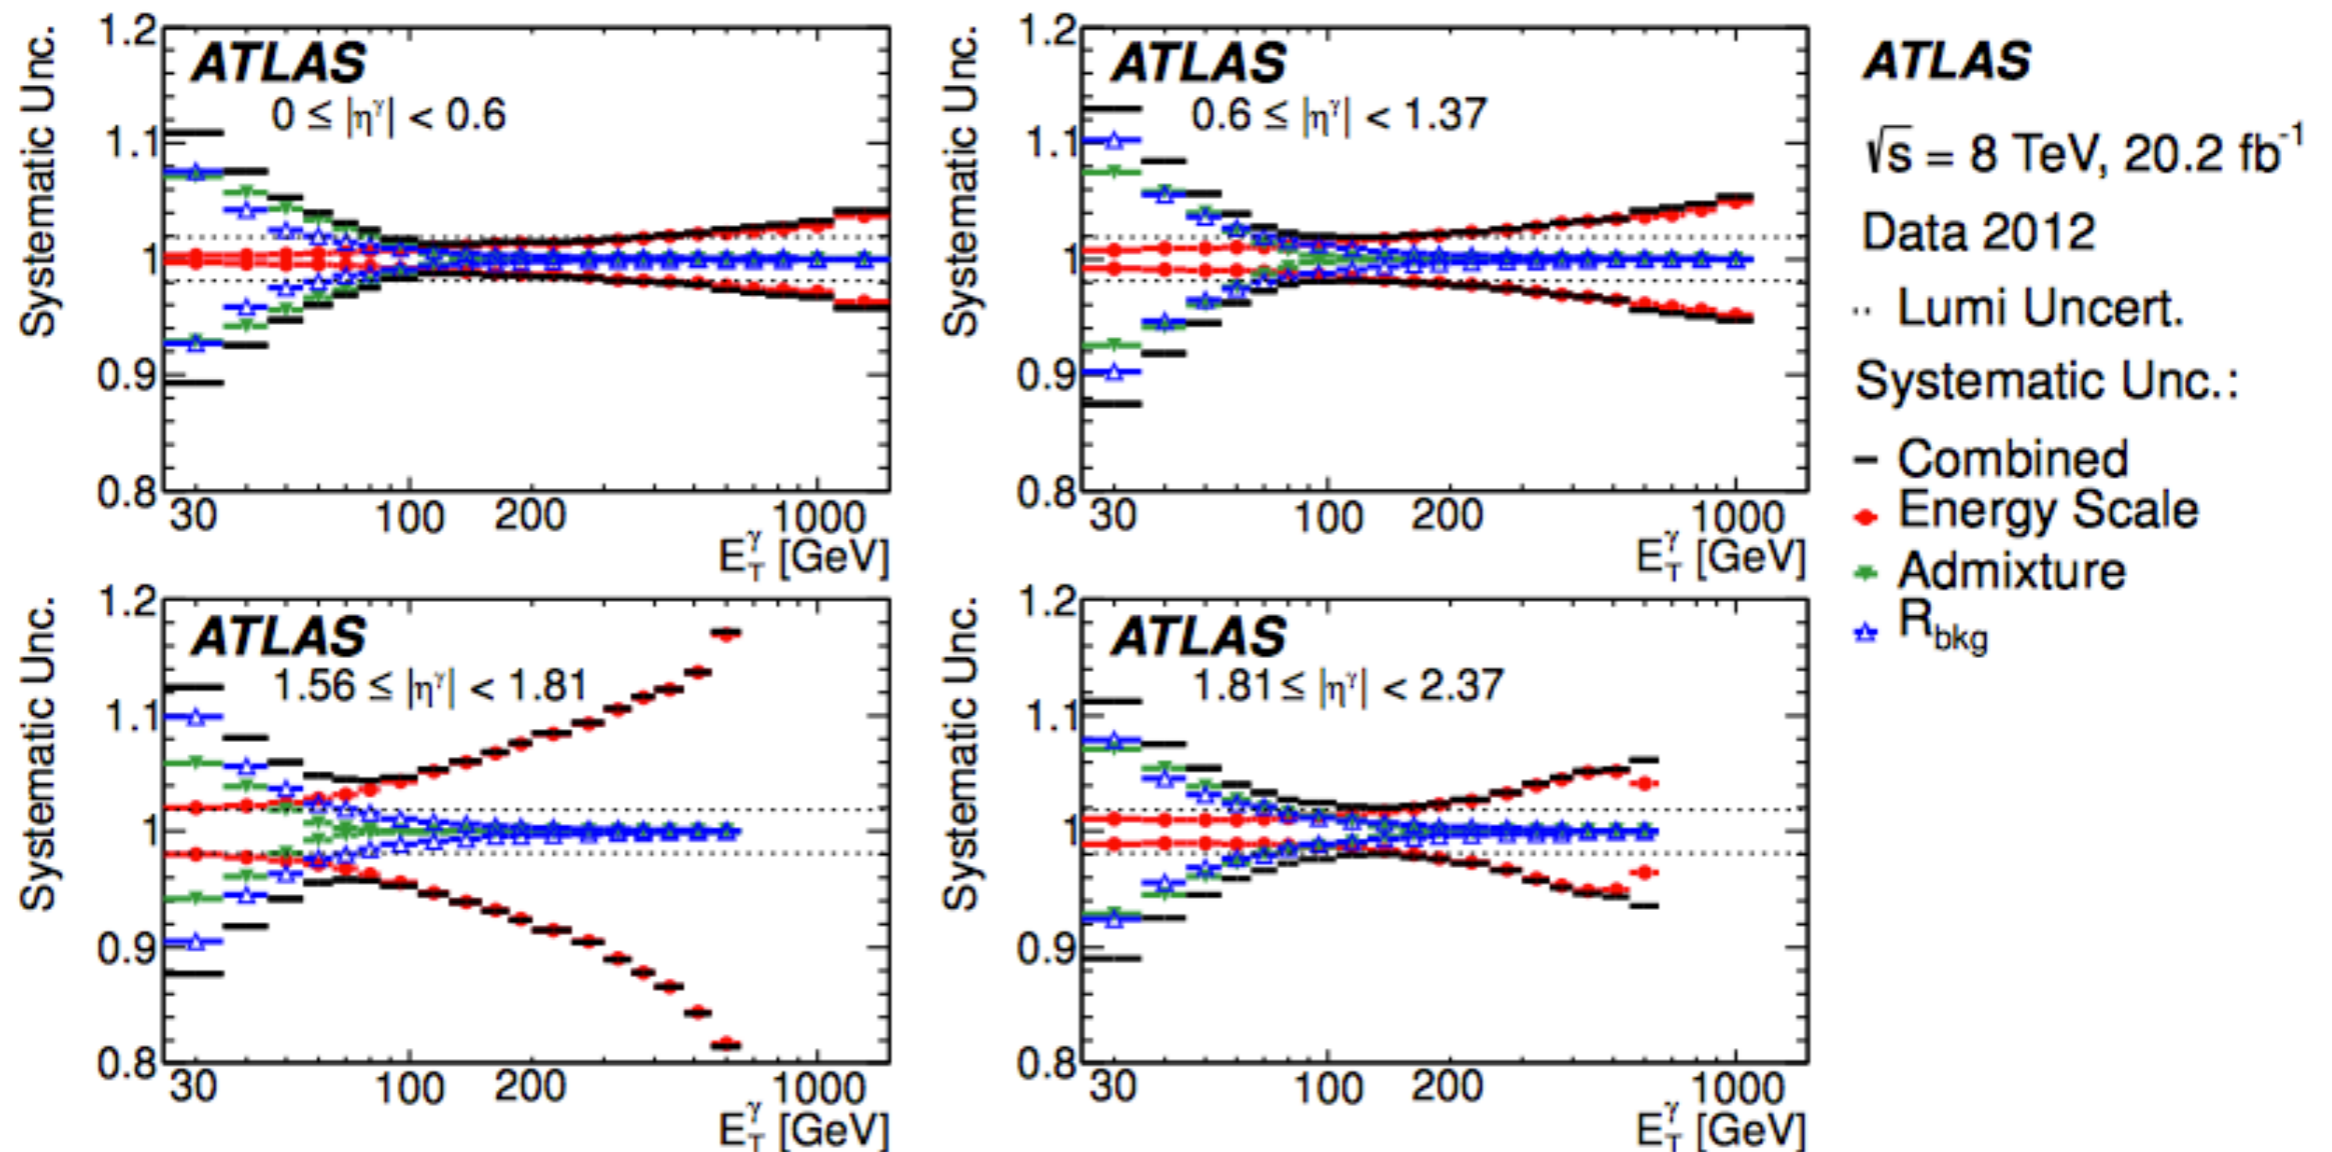 ATLAS
0 ≤ |η^γ| < 0.6
Systematic Unc.
1.2
1.1
1
0.9
0.8
30 100 200 1000
E_T^γ [GeV]
ATLAS
0.6 ≤ |η^γ| < 1.37
Systematic Unc.
1.2
1.1
1
0.9
0.8
30 100 200 1000
E_T^γ [GeV]
ATLAS
√s = 8 TeV, 20.2 fb^-1
Data 2012
Lumi Uncert.
Systematic Unc.:
Combined
Energy Scale
Admixture
R_bkg
ATLAS
1.56 ≤ |η^γ| < 1.81
Systematic Unc.
1.2
1.1
1
0.9
0.8
30 100 200 1000
E_T^γ [GeV]
ATLAS
1.81 ≤ |η^γ| < 2.37
Systematic Unc.
1.2
1.1
1
0.9
0.8
30 100 200 1000
E_T^γ [GeV]